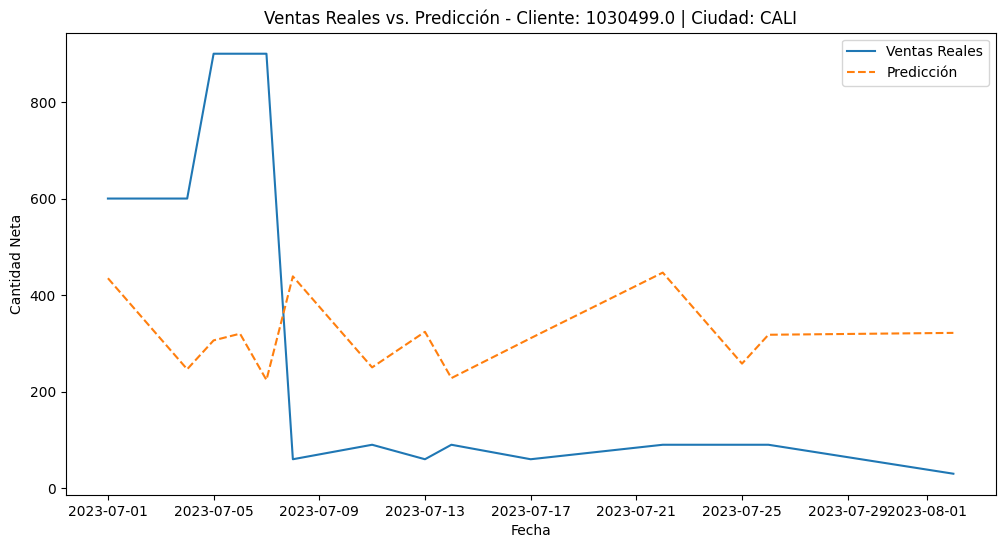 Ventas Reales vs. Predicción - Cliente: 1030499.0 | Ciudad: CALI
Ventas Reales
Predicción
Cantidad Neta
800
600
400
200
0
2023-07-01 2023-07-05 2023-07-09 2023-07-13 2023-07-17 2023-07-21 2023-07-25 2023-07-29 2023-08-01
Fecha